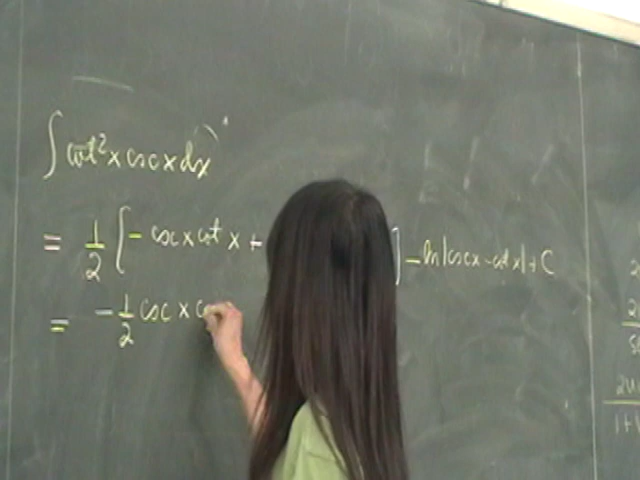 ∫ cot²x csc x dx
= 1/2 [ - csc x cot x + ] - ln|csc x - cot x| + C
= - 1/2 csc x c